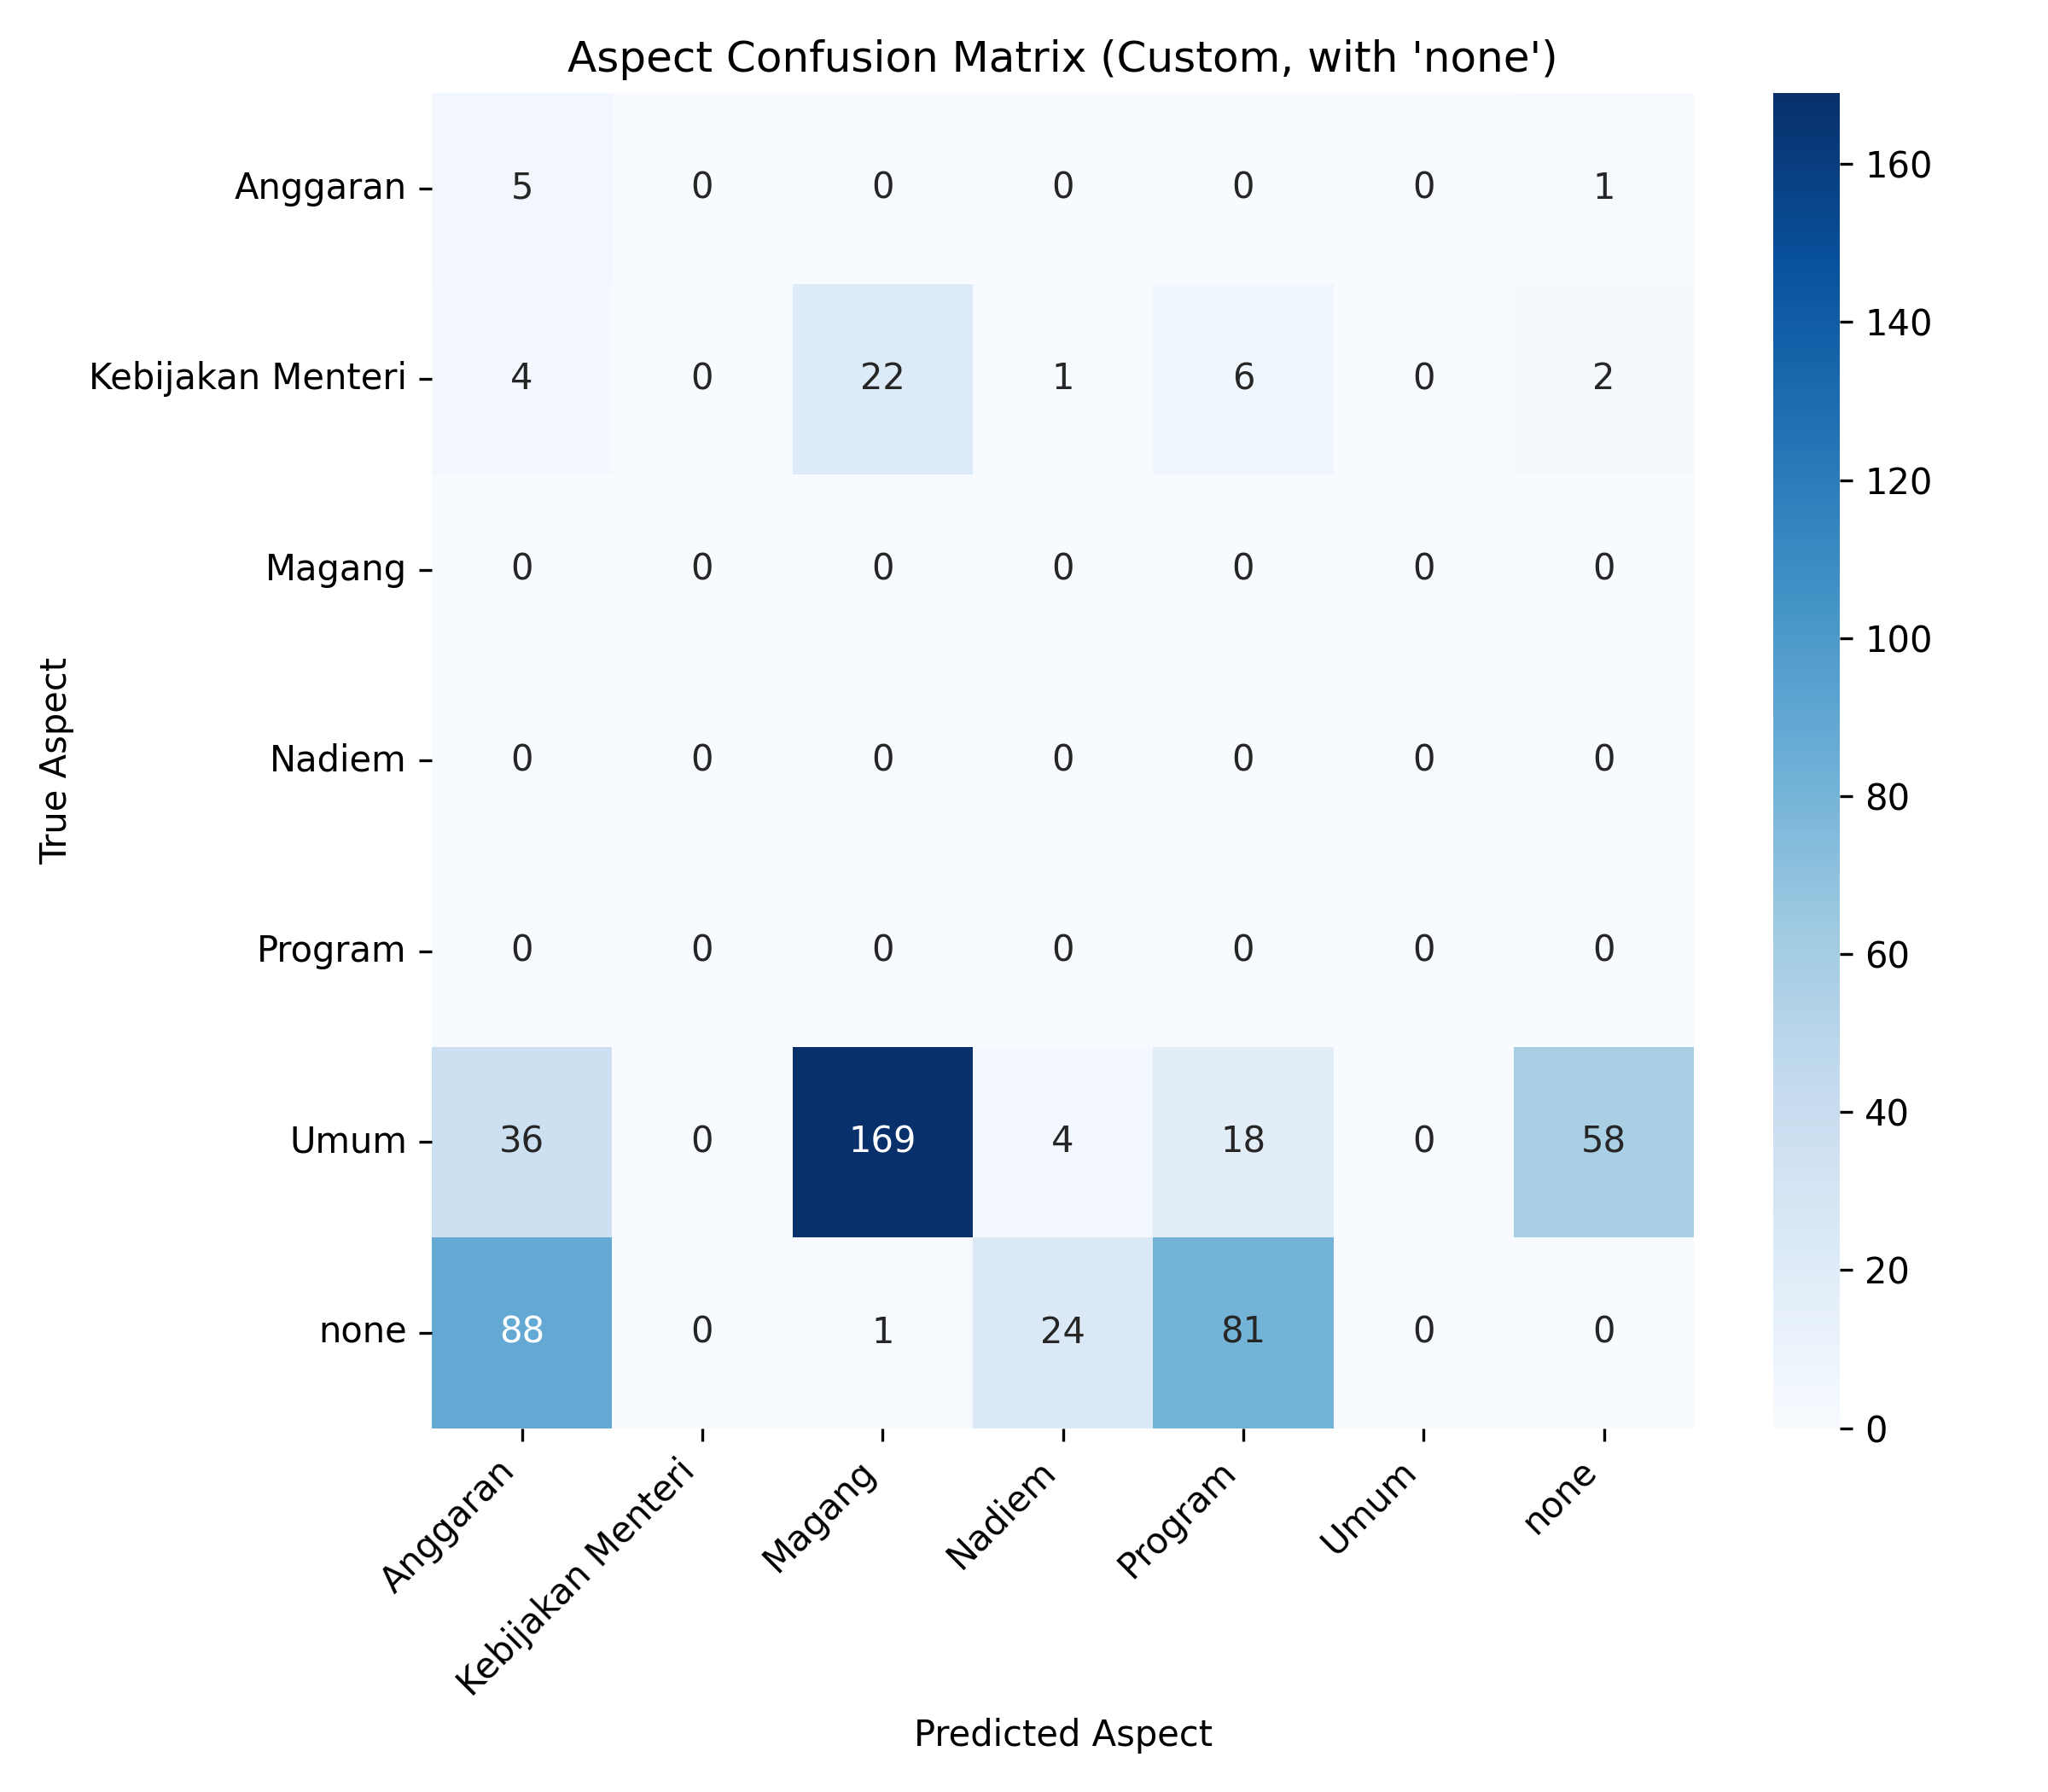 Aspect Confusion Matrix (Custom, with 'none')
True Aspect
Anggaran 5 0 0 0 0 0 1
Kebijakan Menteri 4 0 22 1 6 0 2
Magang 0 0 0 0 0 0 0
Nadiem 0 0 0 0 0 0 0
Program 0 0 0 0 0 0 0
Umum 36 0 169 4 18 0 58
none 88 0 1 24 81 0 0
Anggaran Kebijakan Menteri Magang Nadiem Program Umum none
Predicted Aspect
160
140
120
100
80
60
40
20
0